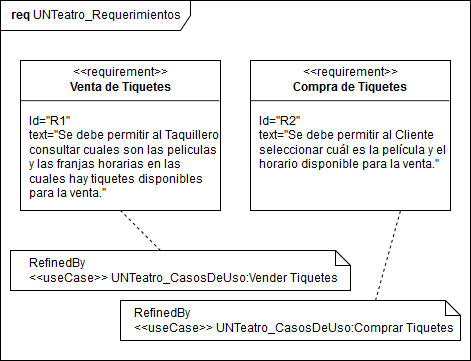 req UNTeatro_Requerimientos
<<requirement>>
Venta de Tiquetes
Id="R1"
text="Se debe permitir al Taquillero
consultar cuales son las peliculas
y las franjas horarias en las
cuales hay tiquetes disponibles
para la venta."
<<requirement>>
Compra de Tiquetes
Id="R2"
text="Se debe permitir al Cliente
seleccionar cuál es la película y el
horario disponible para la venta."
RefinedBy
<<useCase>> UNTeatro_CasosDeUso:Vender Tiquetes
RefinedBy
<<useCase>> UNTeatro_CasosDeUso:Comprar Tiquetes